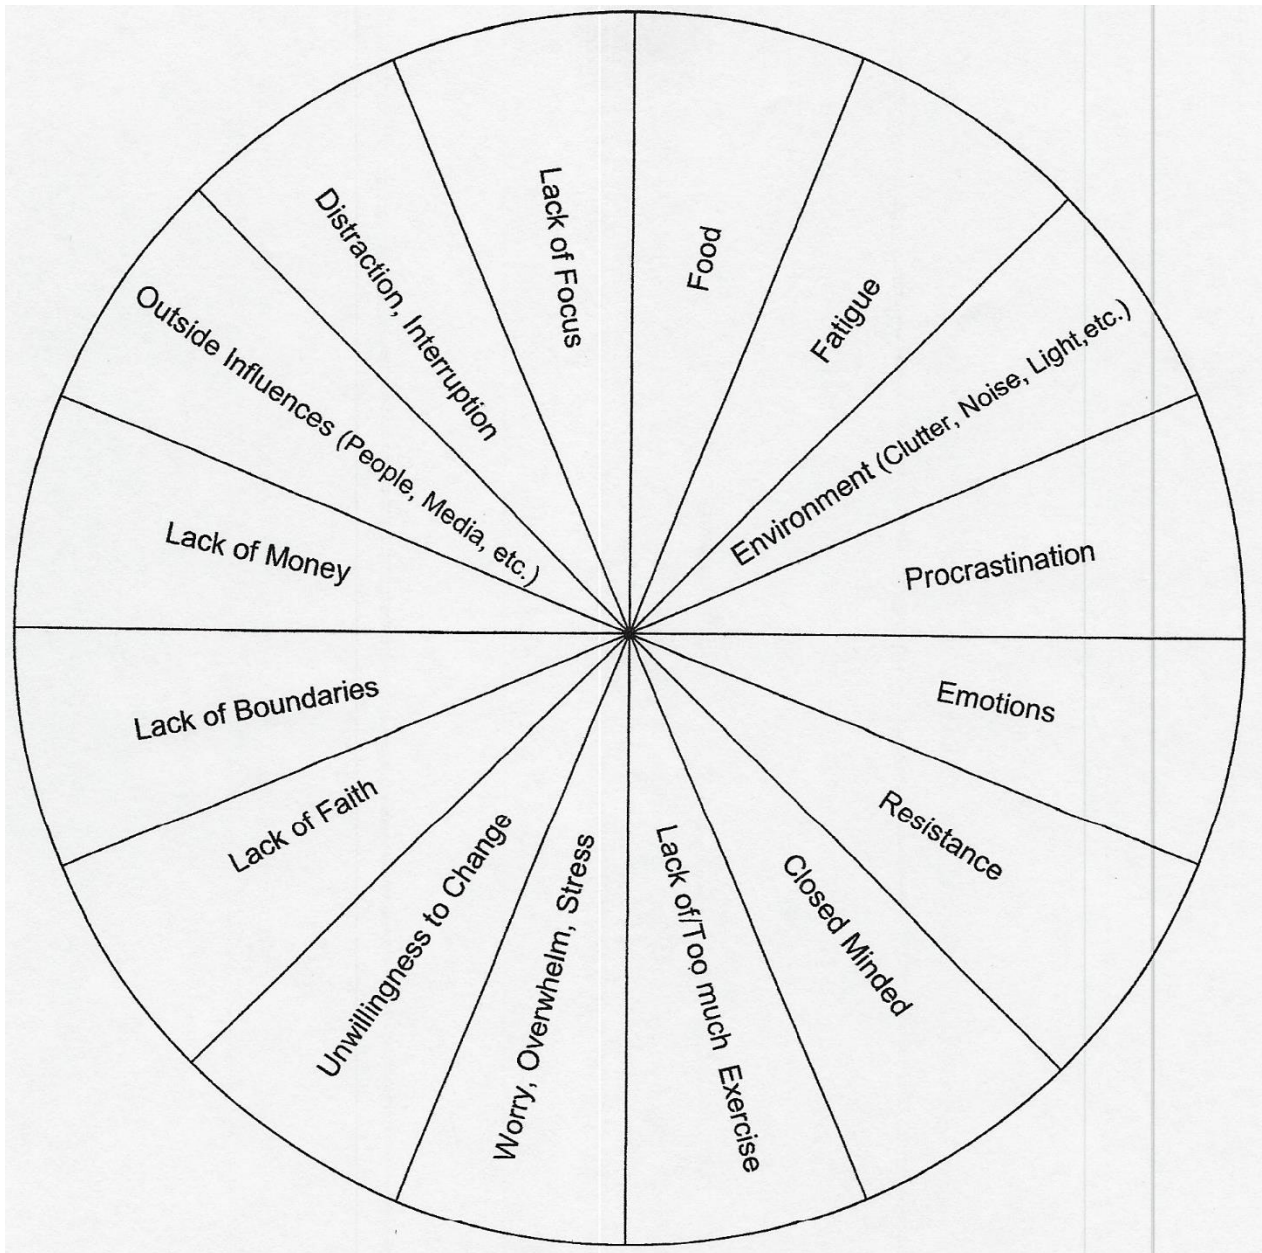 Food
Fatigue
Environment (Clutter, Noise, Light,etc.)
Procrastination
Emotions
Resistance
Closed Minded
Lack of/Too much Exercise
Worry, Overwhelm, Stress
Unwillingness to Change
Lack of Faith
Lack of Boundaries
Lack of Money
Outside Influences (People, Media, etc.)
Distraction, Interruption
Lack of Focus